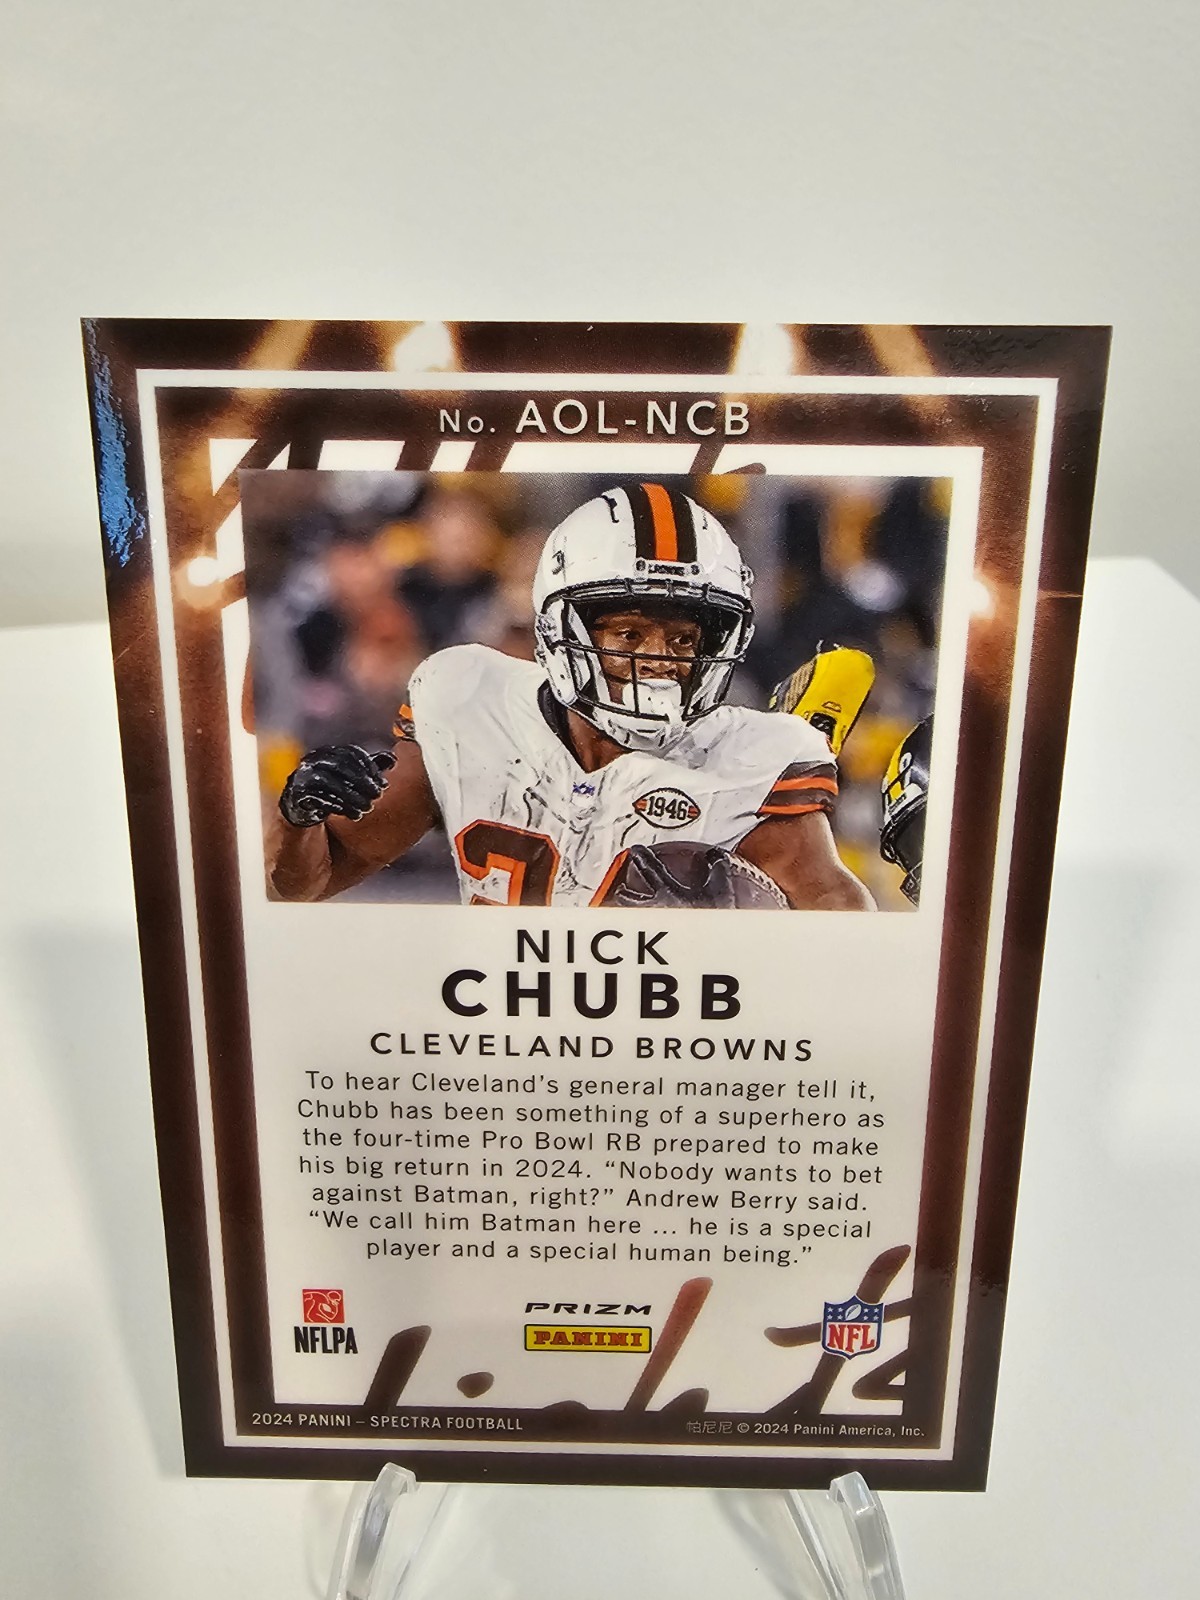 No. AOL-NCB
BROWNS
1946
24
NICK
CHUBB
CLEVELAND BROWNS
To hear Cleveland's general manager tell it,
Chubb has been something of a superhero as
the four-time Pro Bowl RB prepared to make
his big return in 2024. “Nobody wants to bet
against Batman, right?” Andrew Berry said.
“We call him Batman here ... he is a special
player and a special human being.”
NFLPA
PRIZM
PANINI
NFL
2024 PANINI – SPECTRA FOOTBALL
帕尼尼 © 2024 Panini America, Inc.